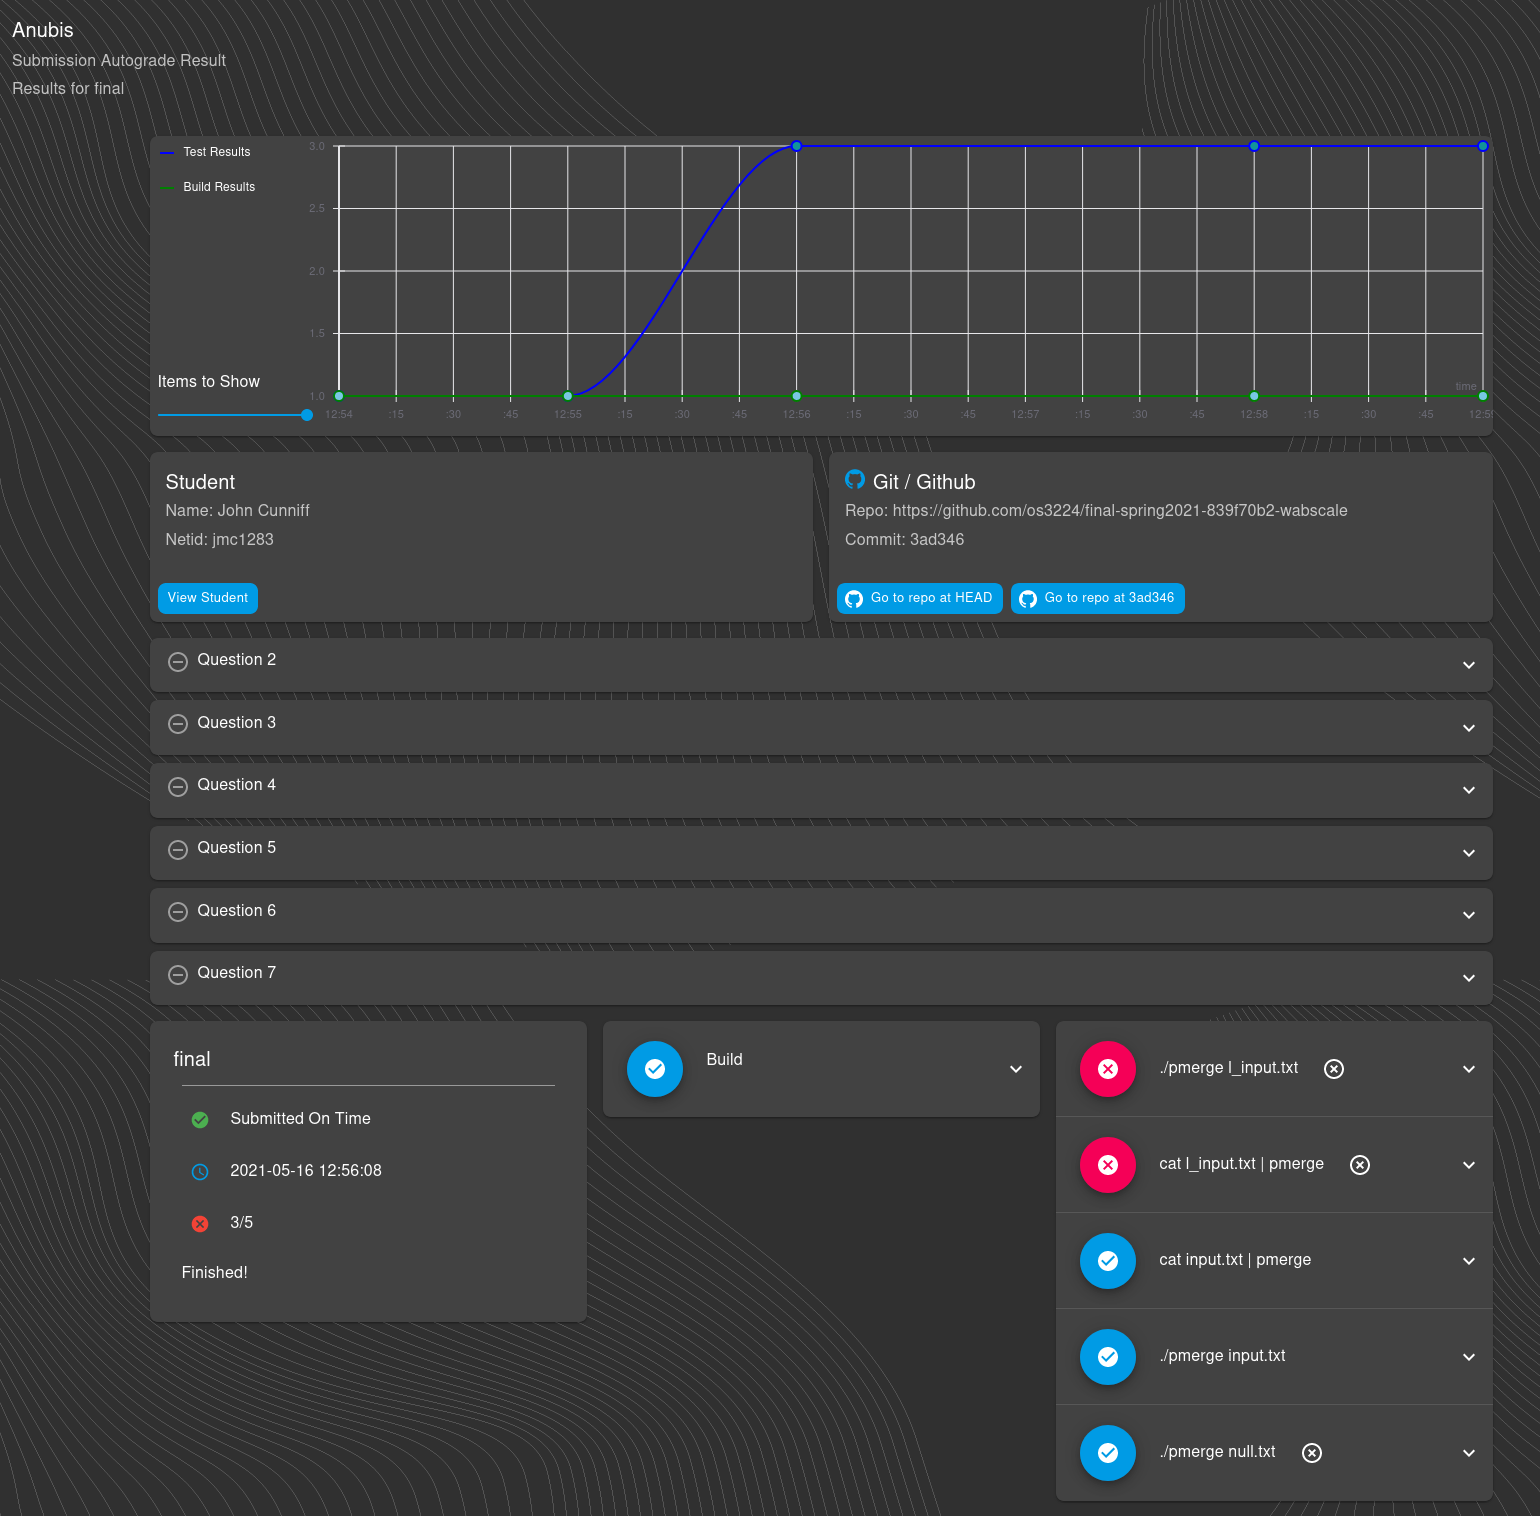 Anubis
Submission Autograde Result
Results for final
Test Results
Build Results
3.0
2.5
2.0
1.5
1.0
Items to Show
time
12:54 :15 :30 :45 12:55 :15 :30 :45 12:56 :15 :30 :45 12:57 :15 :30 :45 12:58 :15 :30 :45
Student
Name: John Cunniff
Netid: jmc1283
View Student
Git / Github
Repo: https://github.com/os3224/final-spring2021-839f70b2-wabscale
Commit: 3ad346
Go to repo at HEAD
Go to repo at 3ad346
Question 2
Question 3
Question 4
Question 5
Question 6
Question 7
final
Submitted On Time
2021-05-16 12:56:08
3/5
Finished!
Build
./pmerge l_input.txt
cat l_input.txt | pmerge
cat input.txt | pmerge
./pmerge input.txt
./pmerge null.txt